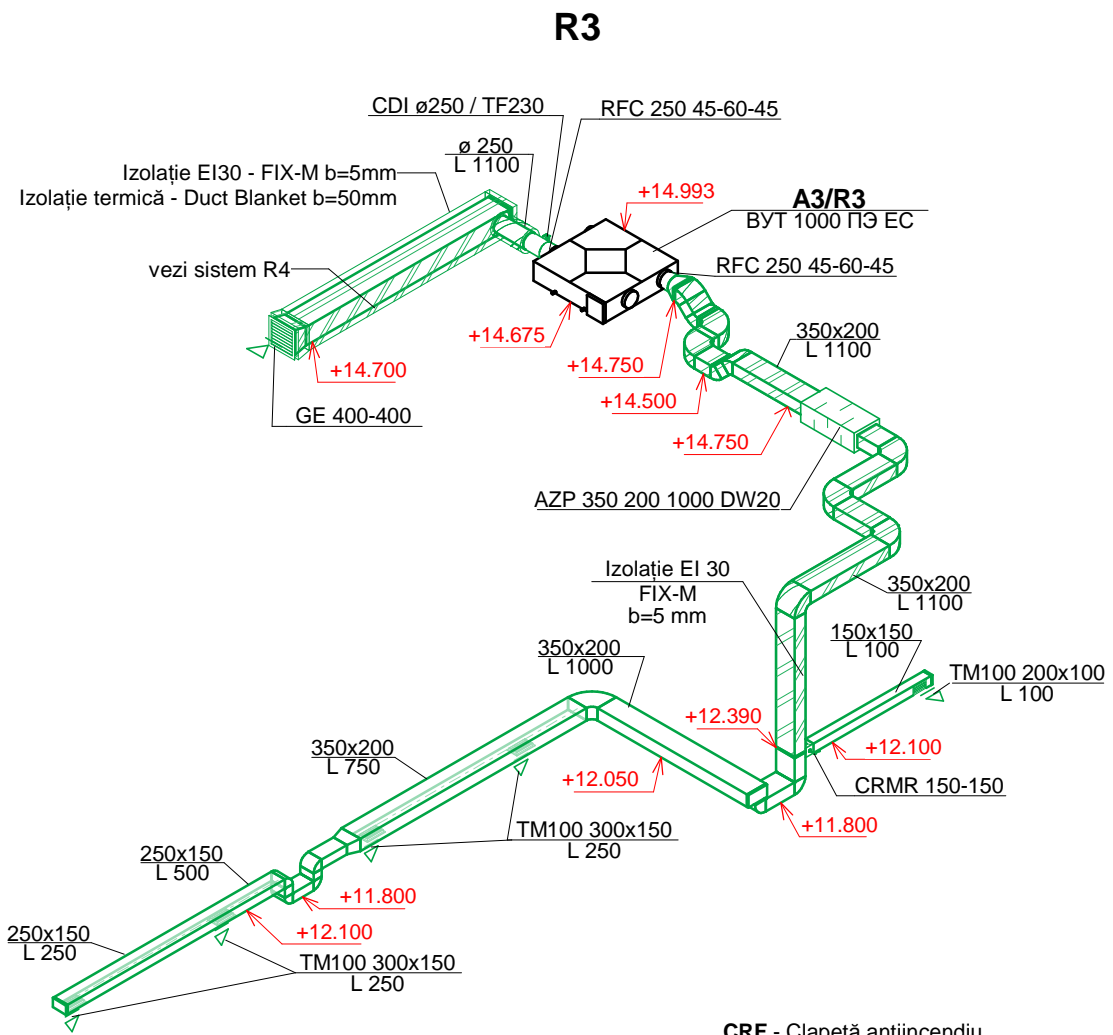 R3
CDI ø250 / TF230
RFC 250 45-60-45
ø 250
L 1100
Izolație EI30 - FIX-M b=5mm
Izolație termică - Duct Blanket b=50mm
+14.993
A3/R3
ВУТ 1000 ПЭ ЕС
vezi sistem R4
RFC 250 45-60-45
+14.675
+14.750
350x200
L 1100
+14.700
+14.500
GE 400-400
+14.750
AZP 350 200 1000 DW20
Izolație EI 30
FIX-M
b=5 mm
350x200
L 1100
150x150
L 100
350x200
L 1000
TM100 200x100
L 100
+12.390
+12.100
350x200
L 750
+12.050
CRMR 150-150
+11.800
TM100 300x150
L 250
250x150
L 500
+11.800
+12.100
250x150
L 250
TM100 300x150
L 250
CRF - Clapetă antiincendiu